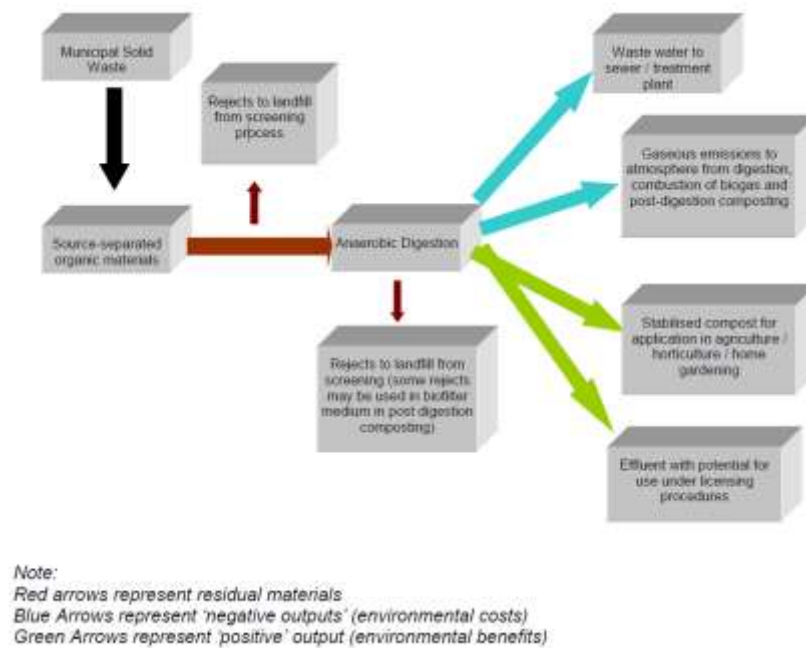 Municipal Solid
Waste
Rejects to landfill
from screening
process
Waste water to
sewer / treatment
plant
Gaseous emissions to
atmosphere from digestion,
combustion of biogas and
post-digestion composting
Source-separated
organic materials
Anaerobic Digestion
Rejects to landfill from
screening (some rejects
may be used in biofilter
medium in post digestion
composting)
Stabilised compost for
application in agriculture /
horticulture / home
gardening
Effluent with potential for
use under licensing
procedures
Note:
Red arrows represent residual materials
Blue Arrows represent 'negative outputs' (environmental costs)
Green Arrows represent 'positive' output (environmental benefits)